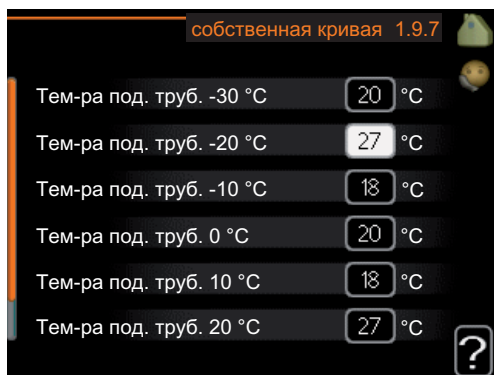 собственная кривая 1.9.7
Тем-ра под. труб. -30 °C 20 °C
Тем-ра под. труб. -20 °C 27 °C
Тем-ра под. труб. -10 °C 18 °C
Тем-ра под. труб. 0 °C 20 °C
Тем-ра под. труб. 10 °C 18 °C
Тем-ра под. труб. 20 °C 27 °C
?